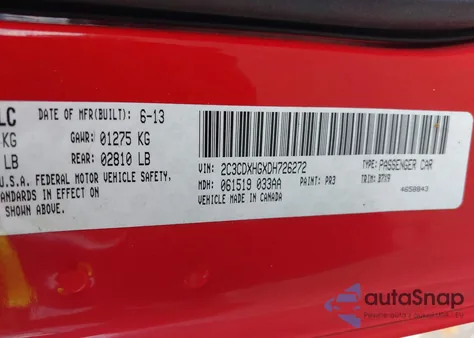 LC DATE OF MFR(BUILT): 6-13
KG GAWR: 01275 KG
LB REAR: 02810 LB
U.S.A. FEDERAL MOTOR VEHICLE SAFETY,
TANDARDS IN EFFECT ON
SHOWN ABOVE.
VIN: 2C3CDXHGXDH726272 TYPE: PASSENGER CAR
MDH: 061519 033AA PAINT: PR3 TRIM: B7X9
VEHICLE MADE IN CANADA 4658843
autaSnap